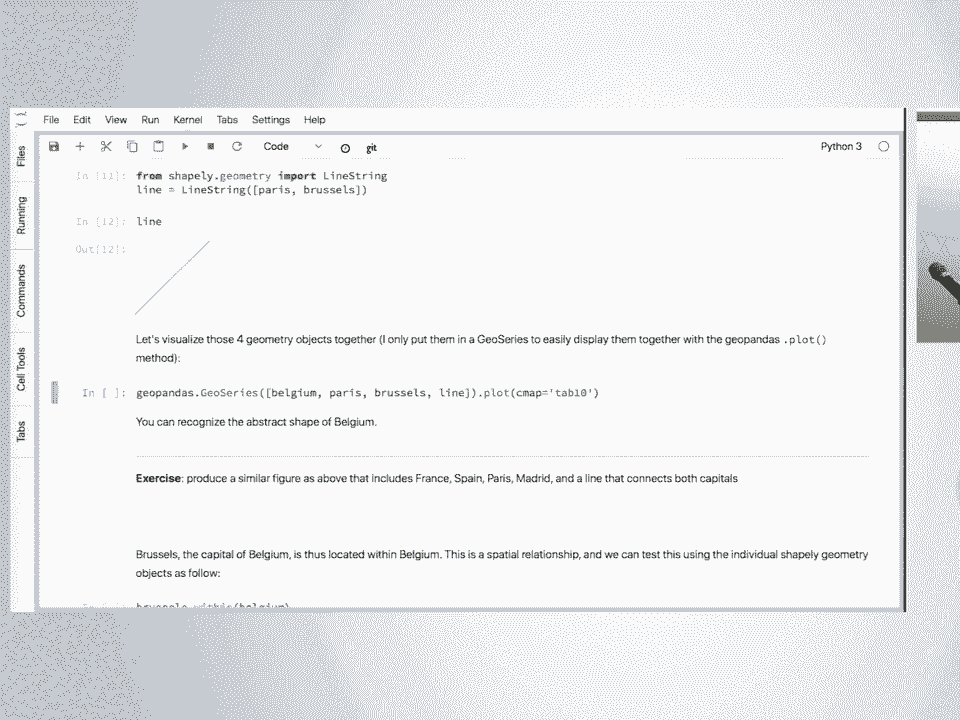 File Edit View Run Kernel Tabs Settings Help
Files
Running
Commands
Cell Tools
Tabs
Code
git
Python 3
In [11]: from shapely.geometry import LineString
line = LineString([paris, brussels])
In [12]: line
Out[12]:
Let's visualize those 4 geometry objects together (I only put them in a GeoSeries to easily display them together with the geopandas .plot()
method):
In [ ]: geopandas.GeoSeries([belgium, paris, brussels, line]).plot(cmap='tab10')
You can recognize the abstract shape of Belgium.
Exercise: produce a similar figure as above that includes France, Spain, Paris, Madrid, and a line that connects both capitals
Brussels, the capital of Belgium, is thus located within Belgium. This is a spatial relationship, and we can test this using the individual shapely geometry
objects as follow:
brussels.within(belgium)